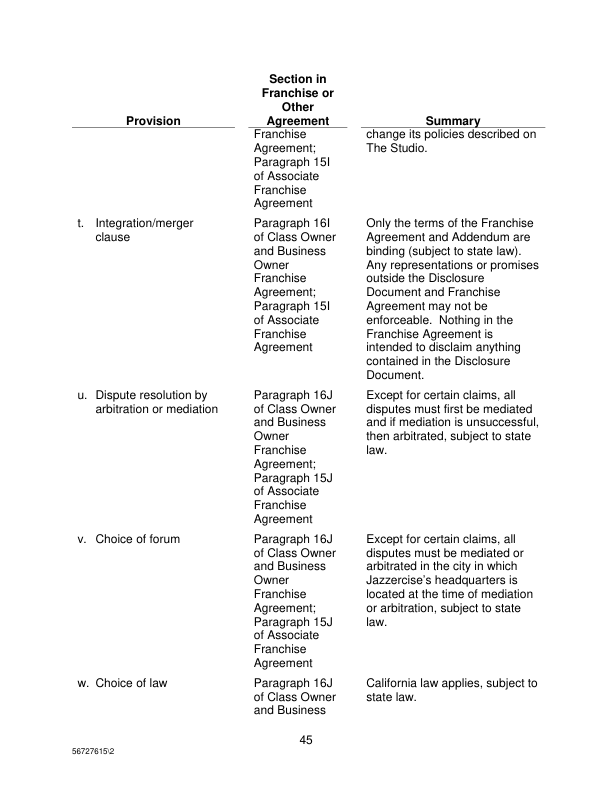 Section in
Franchise or
Other
Provision Agreement Summary
Franchise change its policies described on
Agreement; The Studio.
Paragraph 15I
of Associate
Franchise
Agreement
t. Integration/merger Paragraph 16I Only the terms of the Franchise
clause of Class Owner Agreement and Addendum are
and Business binding (subject to state law).
Owner Any representations or promises
Franchise outside the Disclosure
Agreement; Document and Franchise
Paragraph 15I Agreement may not be
of Associate enforceable. Nothing in the
Franchise Franchise Agreement is
Agreement intended to disclaim anything
contained in the Disclosure
Document.
u. Dispute resolution by Paragraph 16J Except for certain claims, all
arbitration or mediation of Class Owner disputes must first be mediated
and Business and if mediation is unsuccessful,
Owner then arbitrated, subject to state
Franchise law.
Agreement;
Paragraph 15J
of Associate
Franchise
Agreement
v. Choice of forum Paragraph 16J Except for certain claims, all
of Class Owner disputes must be mediated or
and Business arbitrated in the city in which
Owner Jazzercise's headquarters is
Franchise located at the time of mediation
Agreement; or arbitration, subject to state
Paragraph 15J law.
of Associate
Franchise
Agreement
w. Choice of law Paragraph 16J California law applies, subject to
of Class Owner state law.
and Business
45
56727615\2